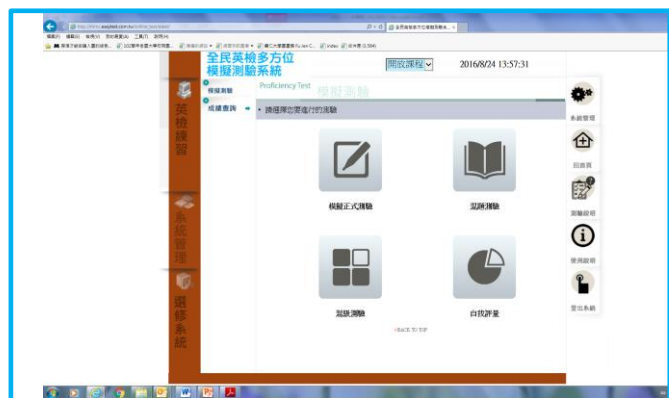 全民英檢多方位
模擬測驗系統
開放課程
2016/8/24 13:57:31
模擬測驗
成績查詢
Proficiency Test
模擬測驗
請選擇您要進行的測驗
英檢練習
系統管理
選修系統
模擬正式測驗
混題測驗
混級測驗
自我評量
^BACK TO TOP
系統管理
回首頁
測驗說明
使用說明
登出系統